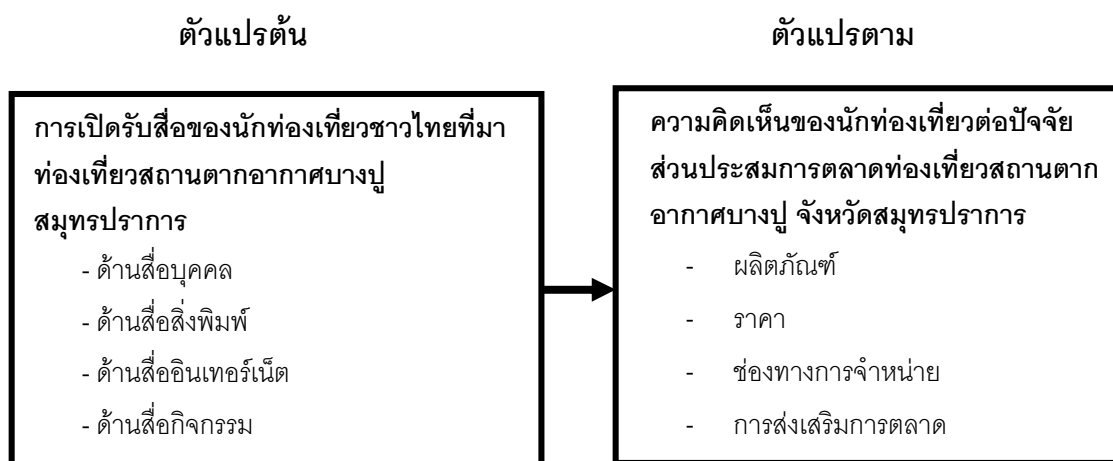 ตัวแปรต้น
ตัวแปรตาม
การเปิดรับสื่อของนักท่องเที่ยวชาวไทยที่มา
ท่องเที่ยวสถานตากอากาศบางปู
สมุทรปราการ
- ด้านสื่อบุคคล
- ด้านสื่อสิ่งพิมพ์
- ด้านสื่ออินเทอร์เน็ต
- ด้านสื่อกิจกรรม
ความคิดเห็นของนักท่องเที่ยวต่อปัจจัย
ส่วนประสมการตลาดท่องเที่ยวสถานตาก
อากาศบางปู จังหวัดสมุทรปราการ
- ผลิตภัณฑ์
- ราคา
- ช่องทางการจำหน่าย
- การส่งเสริมการตลาด